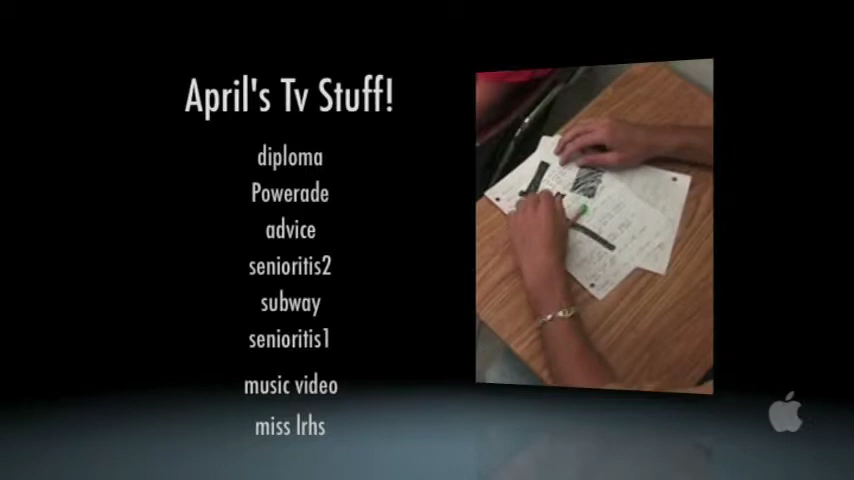 April's Tv Stuff!
diploma
Powerade
advice
senioritis2
subway
senioritis1
music video
miss lrhs